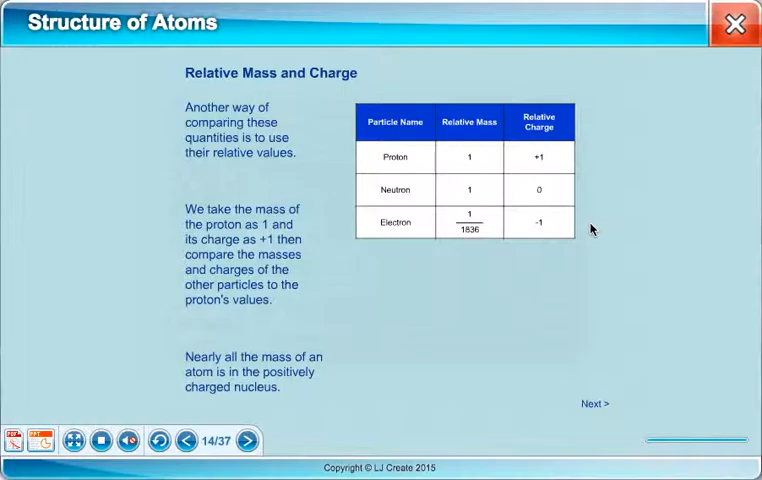 Structure of Atoms
Relative Mass and Charge
Another way of
comparing these
quantities is to use
their relative values.
We take the mass of
the proton as 1 and
its charge as +1 then
compare the masses
and charges of the
other particles to the
proton's values.
Nearly all the mass of an
atom is in the positively
charged nucleus.
Particle Name Relative Mass Relative Charge
Proton 1 +1
Neutron 1 0
Electron 1/1836 -1
Next >
PDF PPT 14/37
Copyright © LJ Create 2015